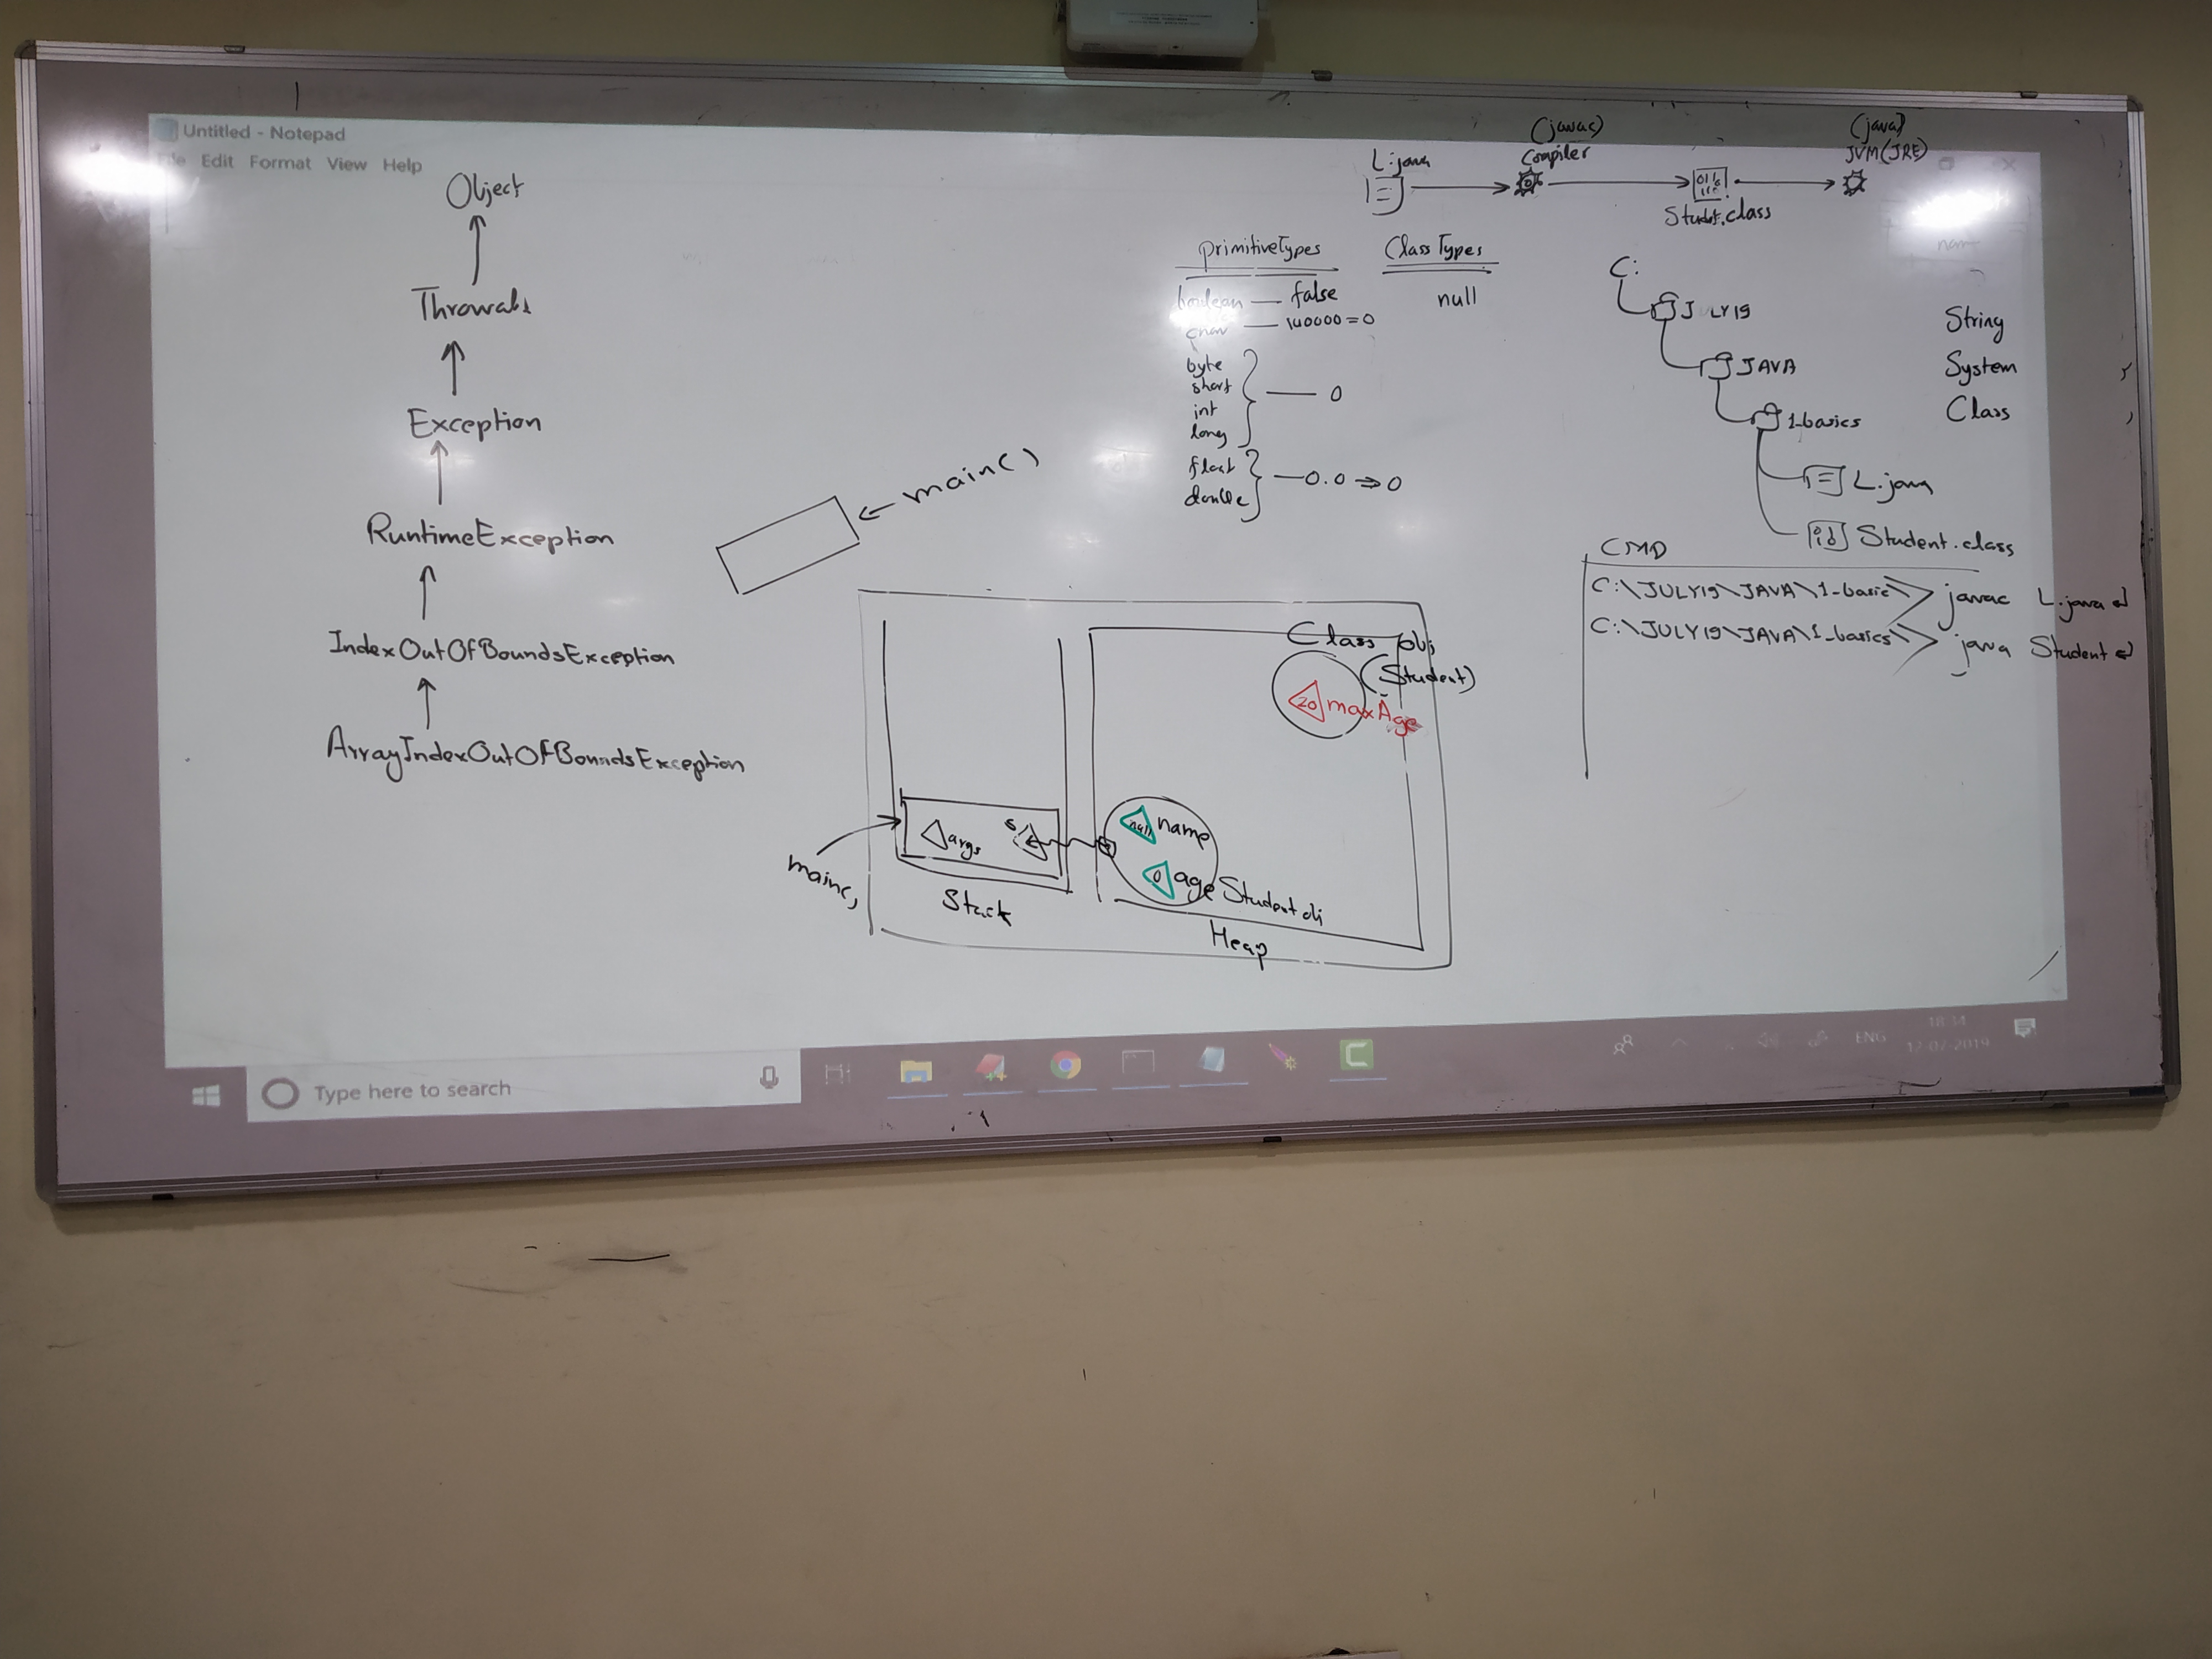 Untitled - Notepad
File Edit Format View Help
Object
Throwable
Exception
RuntimeException
IndexOutOfBoundsException
ArrayIndexOutOfBoundsException
main()
L.java
(javac)
Compiler
(java)
JVM(JRE)
Student.class
primitiveTypes
ClassTypes
boolean — false
null
char — \u0000 = 0
byte
short
int
long
0
float
double
0.0 ⇒ 0
C:
JULY19
JAVA
1-basics
L.java
Student.class
String
System
Class
CMD
C:\JULY19\JAVA\1-basic> javac L.java ↵
C:\JULY19\JAVA\1-basics> java Student ↵
Class obj
(Student)
20 maxAge
main()
args
s
Stack
null name
0 age
Student obj
Heap
Type here to search
ENG
18:34
12-07-2019